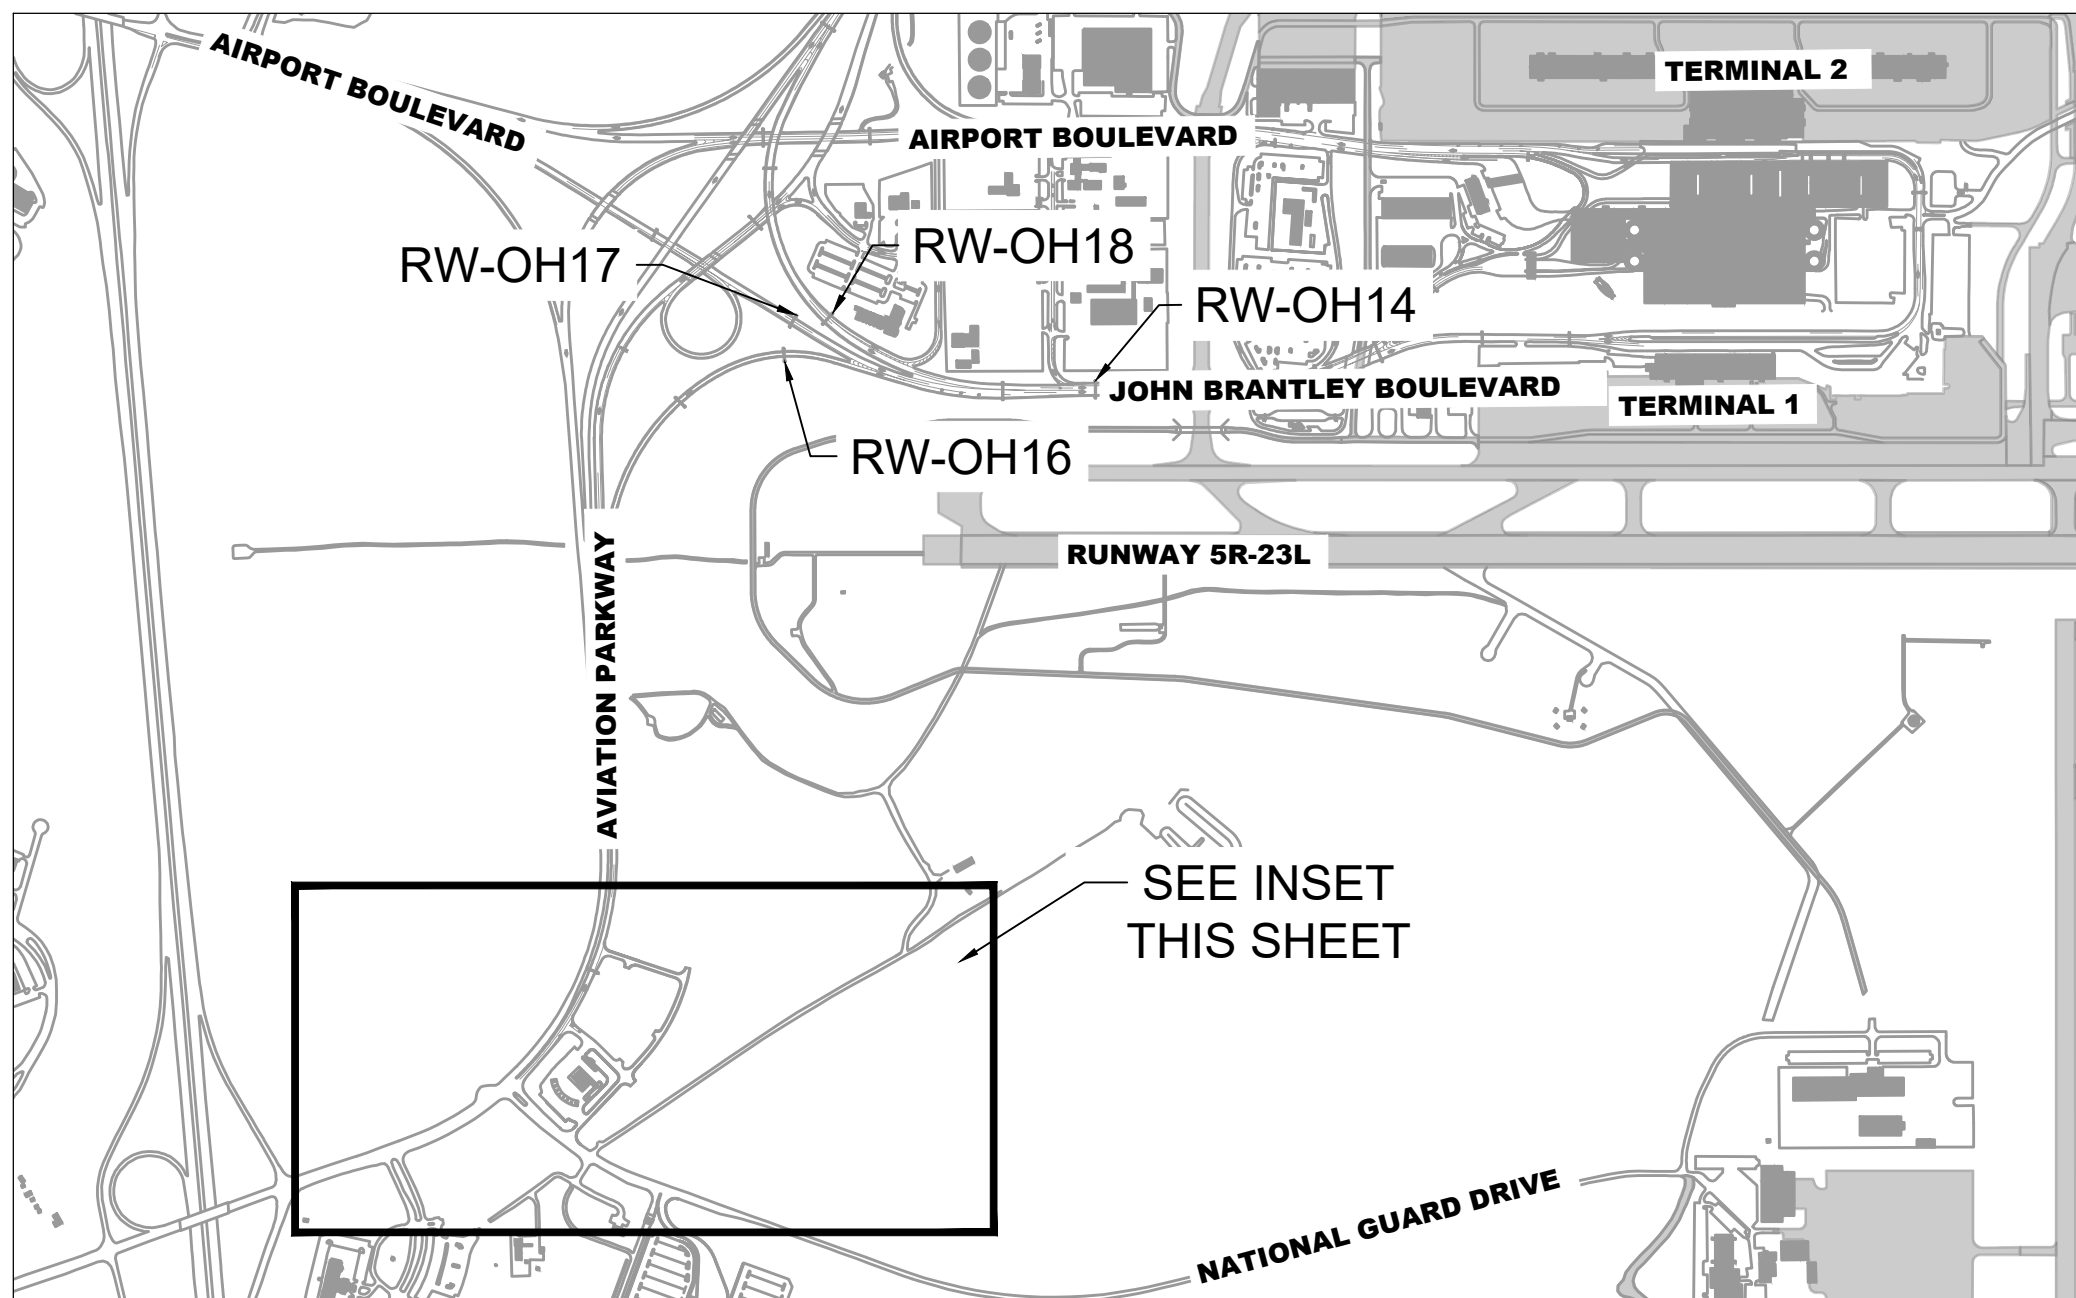 AIRPORT BOULEVARD
TERMINAL 2
AIRPORT BOULEVARD
RW-OH17
RW-OH18
RW-OH14
JOHN BRANTLEY BOULEVARD
TERMINAL 1
RW-OH16
RUNWAY 5R-23L
AVIATION PARKWAY
SEE INSET
THIS SHEET
NATIONAL GUARD DRIVE